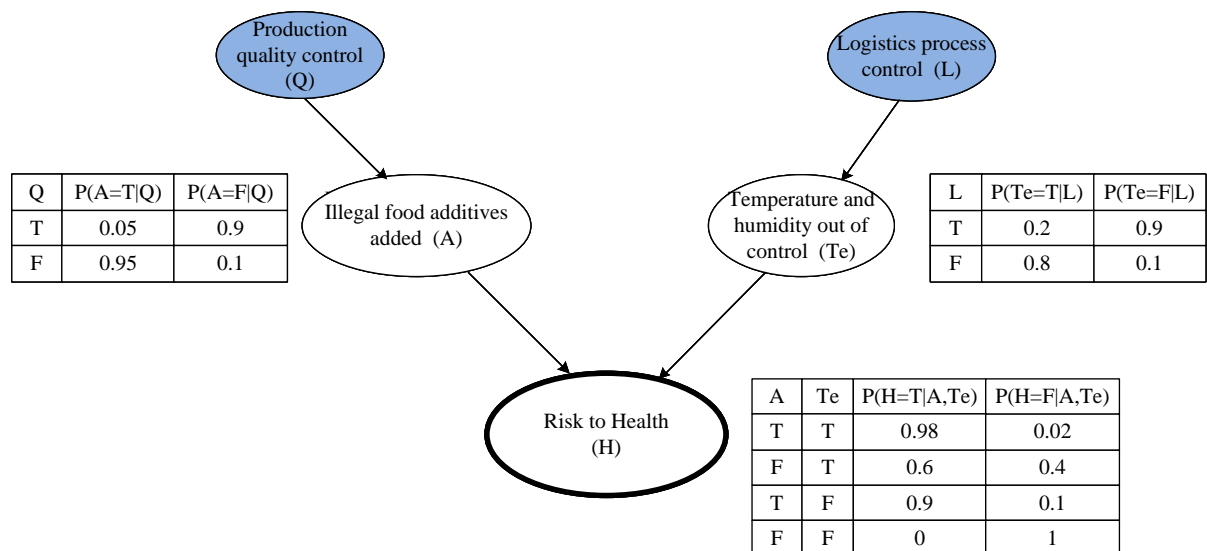 Production
quality control
(Q)
Logistics process
control (L)
Q P(A=T|Q) P(A=F|Q)
T 0.05 0.9
F 0.95 0.1
Illegal food additives
added (A)
Temperature and
humidity out of
control (Te)
L P(Te=T|L) P(Te=F|L)
T 0.2 0.9
F 0.8 0.1
Risk to Health
(H)
A Te P(H=T|A,Te) P(H=F|A,Te)
T T 0.98 0.02
F T 0.6 0.4
T F 0.9 0.1
F F 0 1